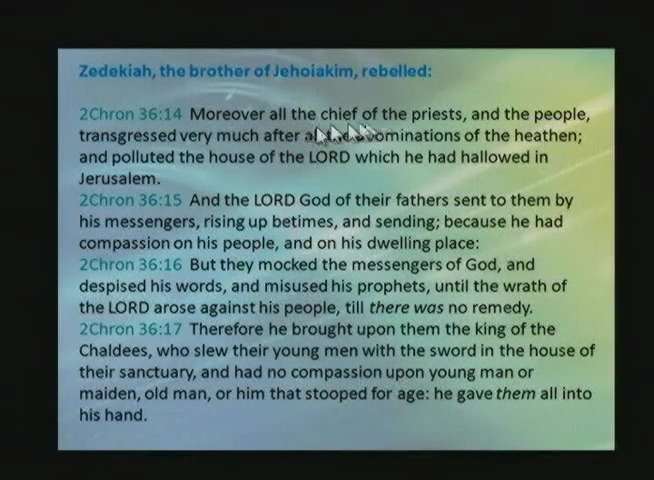 Zedekiah, the brother of Jehoiakim, rebelled:
2Chron 36:14 Moreover all the chief of the priests, and the people,
transgressed very much after all the abominations of the heathen;
and polluted the house of the LORD which he had hallowed in
Jerusalem.
2Chron 36:15 And the LORD God of their fathers sent to them by
his messengers, rising up betimes, and sending; because he had
compassion on his people, and on his dwelling place:
2Chron 36:16 But they mocked the messengers of God, and
despised his words, and misused his prophets, until the wrath of
the LORD arose against his people, till there was no remedy.
2Chron 36:17 Therefore he brought upon them the king of the
Chaldees, who slew their young men with the sword in the house of
their sanctuary, and had no compassion upon young man or
maiden, old man, or him that stooped for age: he gave them all into
his hand.